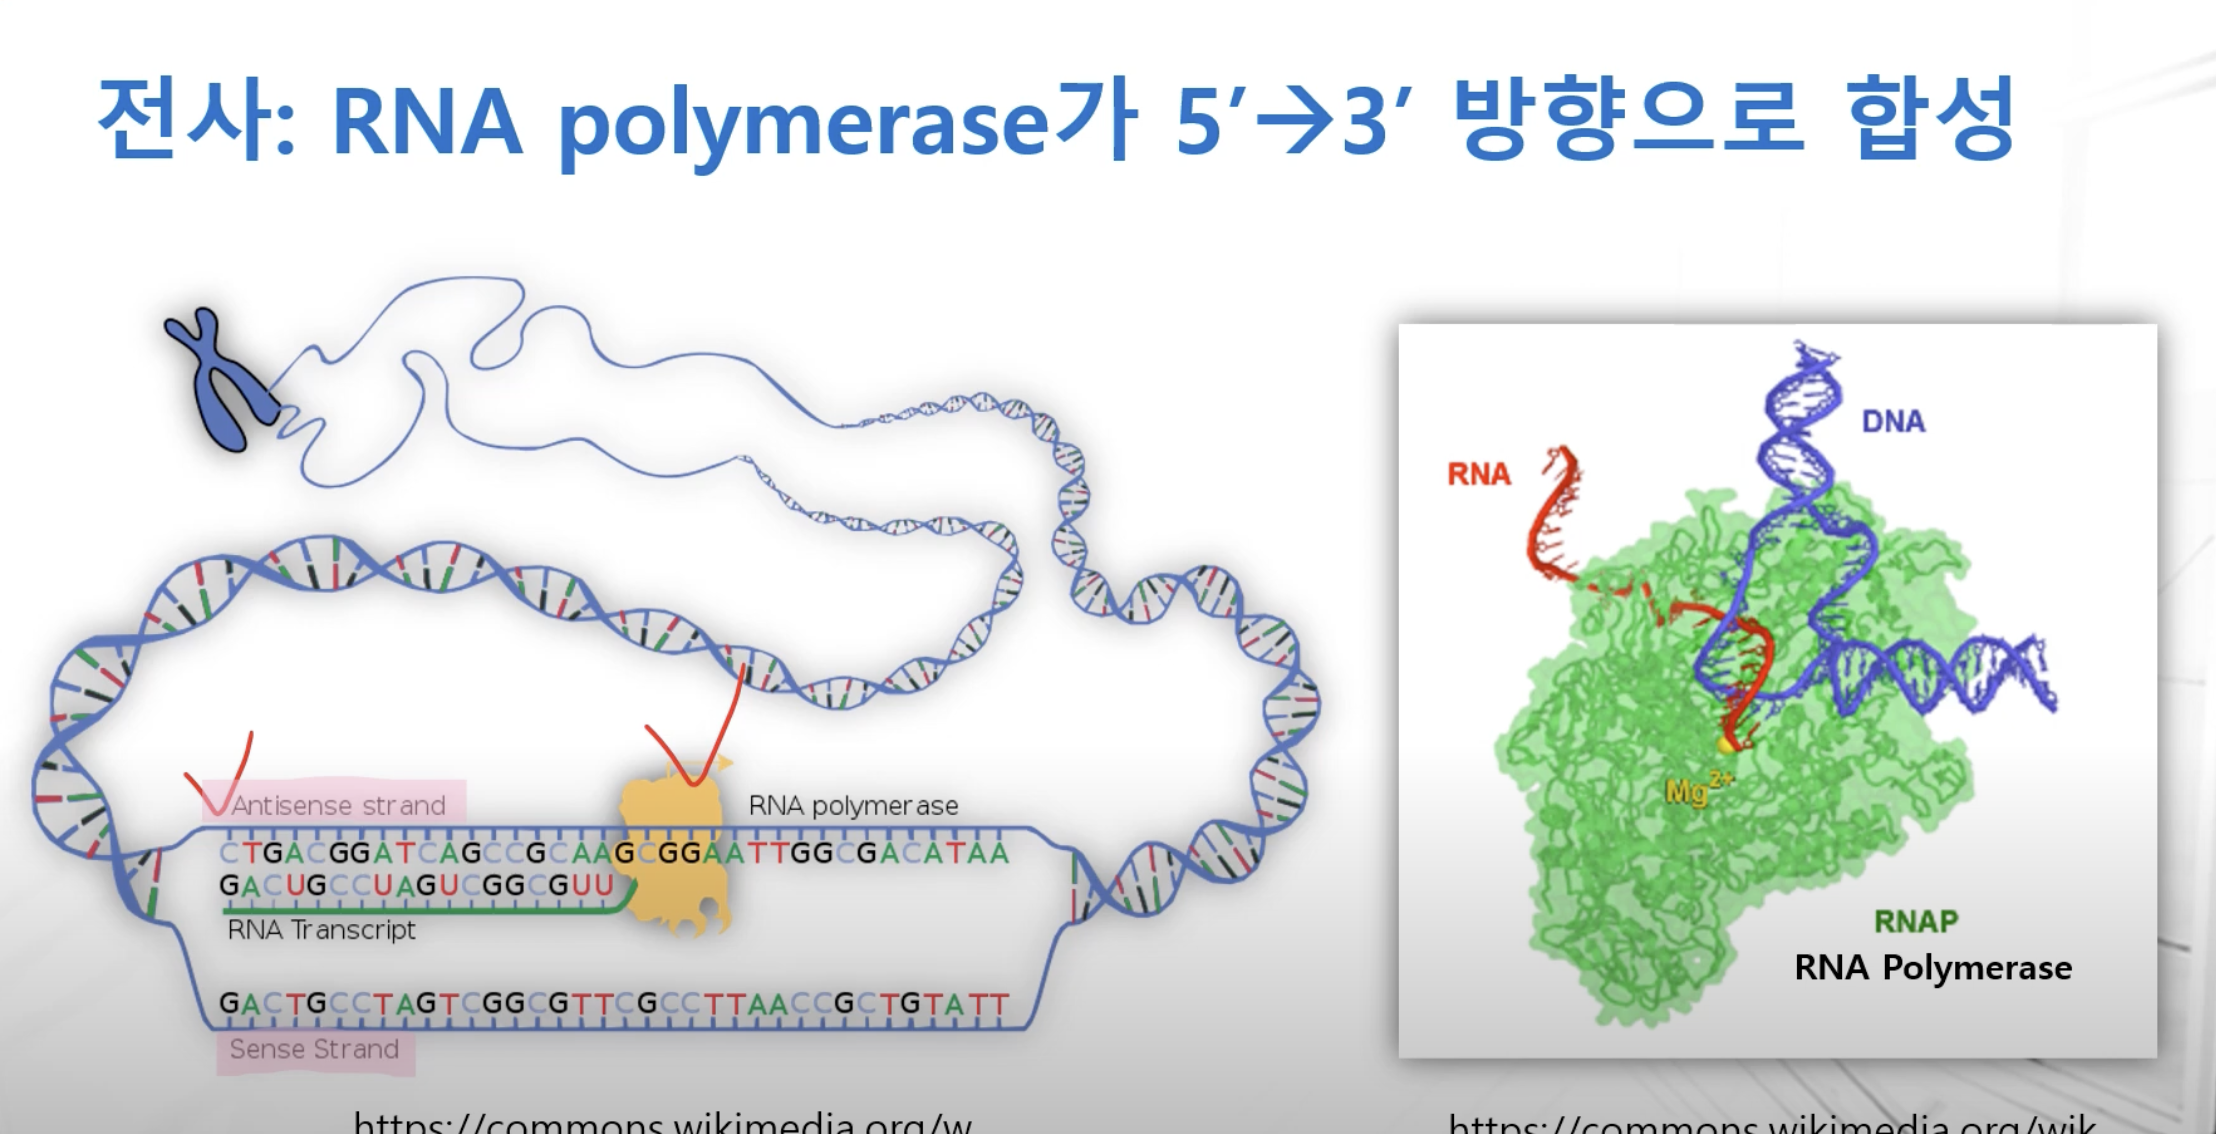 전사: RNA polymerase가 5′→3′ 방향으로 합성
Antisense strand
RNA polymerase
CTGACGGATCAGCCGCAAGCGGAATTGGCGACATAA
GACUGCCUAGUCGGCGUU
RNA Transcript
GACTGCCTAGTCGGCGTTCGCCTTAACCGCTGTATT
Sense Strand
https://commons.wikimedia.org/w
DNA
RNA
Mg2+
RNAP
RNA Polymerase
https://commons.wikimedia.org/wik